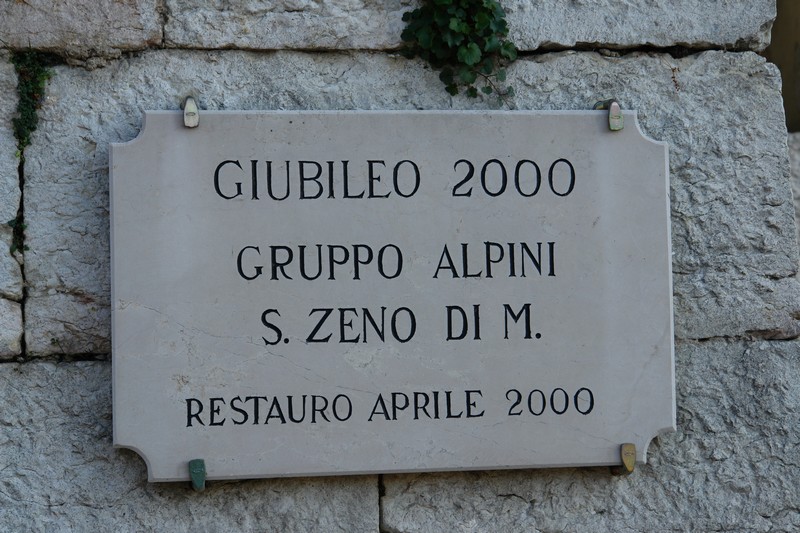 GIUBILEO 2000
GRUPPO ALPINI
S. ZENO DI M.
RESTAURO APRILE 2000